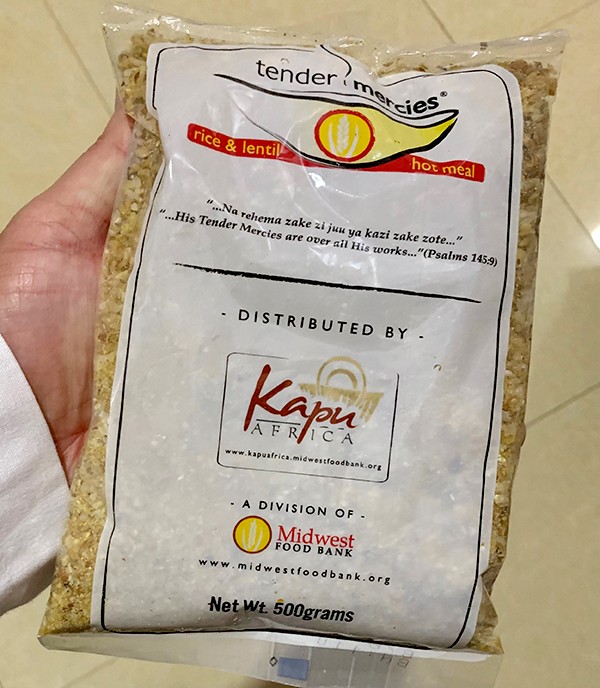 tender mercies®
rice & lentil
hot meal
"...Na rehema zake zi juu ya kazi zake zote..."
"...His Tender Mercies are over all His works..."(Psalms 145:9)
- DISTRIBUTED BY -
Kapu
AFRICA
www.kapuafrica.midwestfoodbank.org
- A DIVISION OF -
Midwest
FOOD BANK
www.midwestfoodbank.org
Net Wt. 500grams